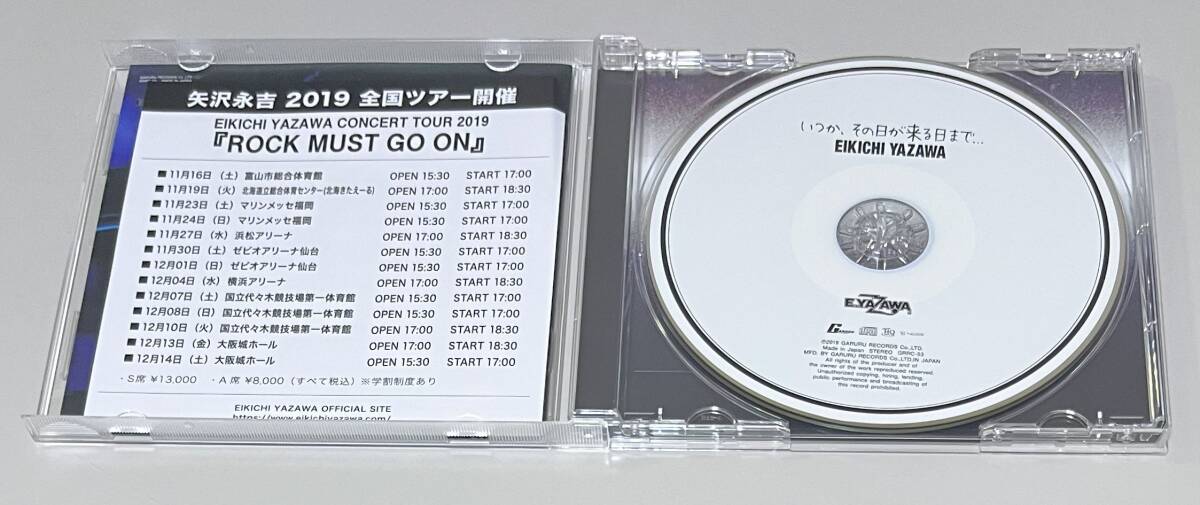 矢沢永吉 2019 全国ツアー開催
EIKICHI YAZAWA CONCERT TOUR 2019
『ROCK MUST GO ON』
■11月16日（土）富山市総合体育館 OPEN 15:30 START 17:00
■11月19日（火）北海道立総合体育センター(北海きたえーる) OPEN 17:00 START 18:30
■11月23日（土）マリンメッセ福岡 OPEN 15:30 START 17:00
■11月24日（日）マリンメッセ福岡 OPEN 15:30 START 17:00
■11月27日（水）浜松アリーナ OPEN 17:00 START 18:30
■11月30日（土）ゼビオアリーナ仙台 OPEN 15:30 START 17:00
■12月01日（日）ゼビオアリーナ仙台 OPEN 15:30 START 17:00
■12月04日（水）横浜アリーナ OPEN 17:00 START 18:30
■12月07日（土）国立代々木競技場第一体育館 OPEN 15:30 START 17:00
■12月08日（日）国立代々木競技場第一体育館 OPEN 15:30 START 17:00
■12月10日（火）国立代々木競技場第一体育館 OPEN 17:00 START 18:30
■12月13日（金）大阪城ホール OPEN 17:00 START 18:30
■12月14日（土）大阪城ホール OPEN 15:30 START 17:00
・S席 ¥13,000 ・A席 ¥8,000（すべて税込）※学割制度あり
EIKICHI YAZAWA OFFICIAL SITE
https://www.eikichiyazawa.com/
いつか、その日が来る日まで...
EIKICHI YAZAWA
E.YAZAWA
©2019 GARURU RECORDS Co.,LTD.
Made in Japan STEREO GRRC-53
MFD. BY GARURU RECORDS Co.,LTD,IN JAPAN
All rights of the producer and of
the owner of the work reproduced reserved.
Unauthorized copying, hiring, lending,
public performance and broadcasting of
this record prohibited.